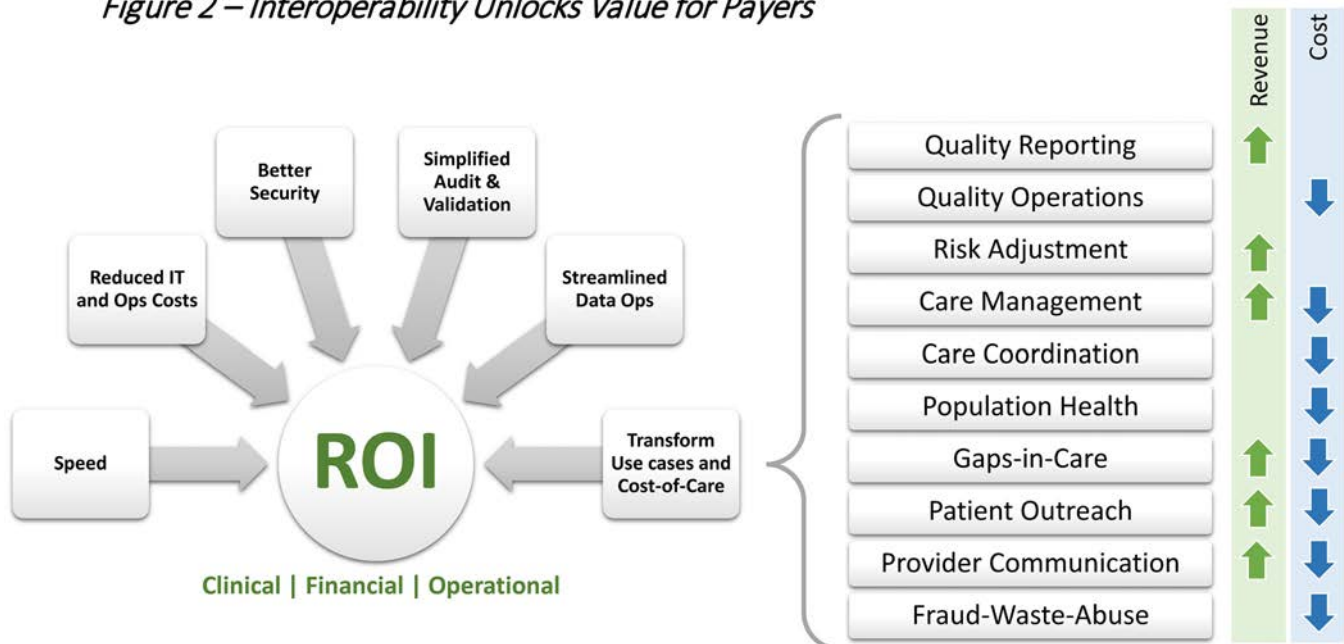 Figure 2 – Interoperability Unlocks Value for Payers
Revenue
Cost
Better
Security
Simplified
Audit &
Validation
Reduced IT
and Ops Costs
Streamlined
Data Ops
Speed
ROI
Transform
Use cases and
Cost-of-Care
Clinical | Financial | Operational
Quality Reporting
Quality Operations
Risk Adjustment
Care Management
Care Coordination
Population Health
Gaps-in-Care
Patient Outreach
Provider Communication
Fraud-Waste-Abuse